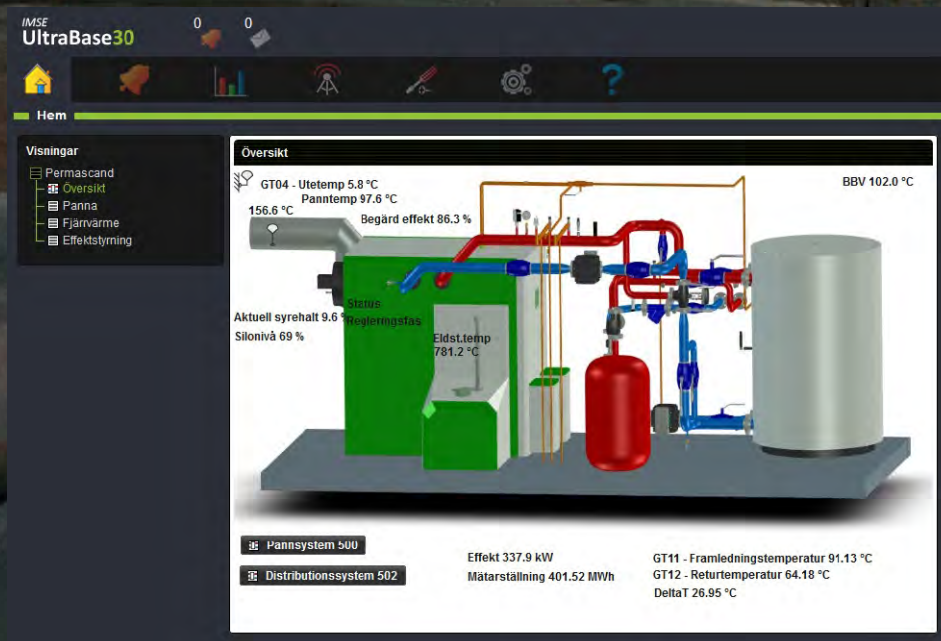 IMSE
UltraBase30
0
0
Hem
Visningar
Permascand
Översikt
Panna
Fjärrvärme
Effektstyrning
Översikt
GT04 - Utetemp 5.8 °C
BBV 102.0 °C
Panntemp 97.6 °C
156.6 °C
Begärd effekt 86.3 %
Status
Aktuell syrehalt 9.6 %
Regleringsfas
Silonivå 69 %
Eldst.temp
781.2 °C
Pannsystem 500
Distributionssystem 502
Effekt 337.9 kW
Mätarställning 401.52 MWh
GT11 - Framledningstemperatur 91.13 °C
GT12 - Returtemperatur 64.18 °C
DeltaT 26.95 °C